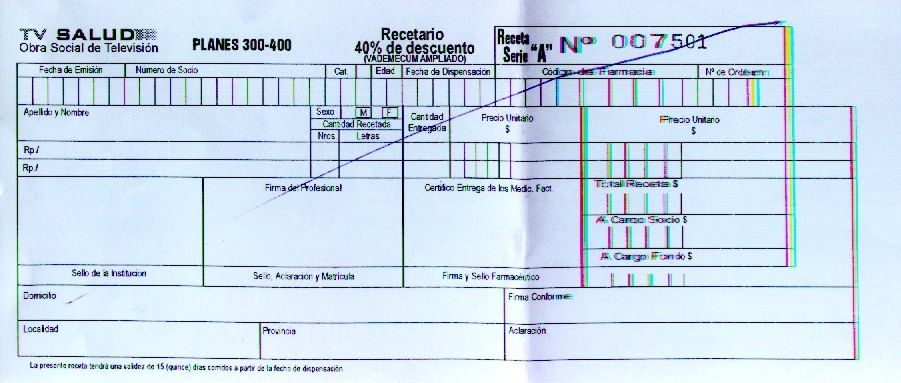 TV SALUD
Obra Social de Televisión
PLANES 300-400
Recetario
40% de descuento
(VADEMECUM AMPLIADO)
Receta
Serie "A"
Nº 007501
Fecha de Emisión Número de Socio Cat. Edad Fecha de Dispensación Código de Farmacia Nº de Orden
Apellido y Nombre Sexo M F
Cantidad Recetada
Nros Letras
Cantidad
Entregada
Precio Unitario
$
Precio Unitario
$
Rp./
Rp./
Firma del Profesional Certifico Entrega de los Medic. Fact. Total Receta $
A. Cargo Socio $
A. Cargo Fondo $
Sello de la Institucion Sello, Aclaración y Matrícula Firma y Sello Farmacéutico
Domicilio Firma Conforme
Localidad Provincia Aclaración
La presente receta tendrá una validez de 15 (quince) días corridos a partir de la fecha de dispensación